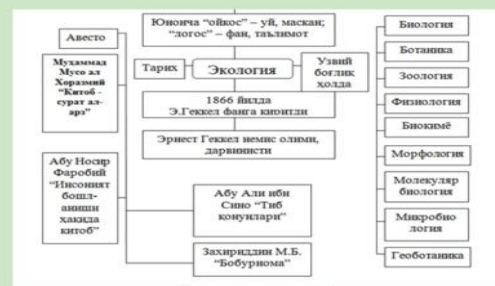 Юнонча “ойкос” – уй, маскан;
“логос” – фан, таълимот
Авесто
Муҳаммад
Мусо ал
Хоразмий
“Китоб -
сурат ал-
арз”
Тарих
Экология
Узвий
боғлиқ
ҳолда
1866 йилда
Э.Геккел фанга киритди
Эрнест Геккел немис олими,
дарвинисти
Абу Носир
Фаробий
“Инсоният
бошл-
аниши
ҳақида
китоб”
Абу Али ибн
Сино “Тиб
қонунлари”
Захириддин М.Б.
“Бобурнома”
Биология
Ботаника
Зоология
Физиология
Биокимё
Морфология
Молекуляр
биология
Микробио
логия
Геоботаника